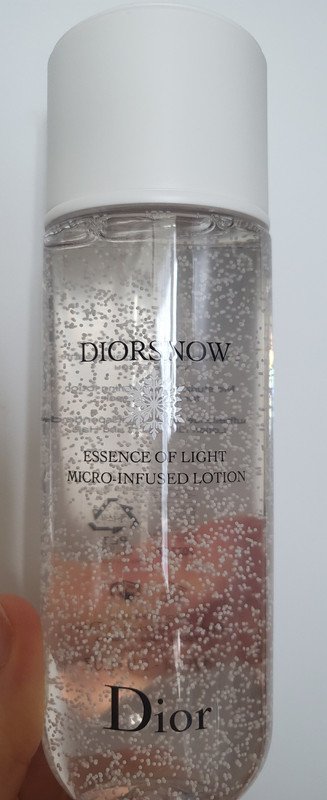 DIORSNOW
ESSENCE OF LIGHT
MICRO-INFUSED LOTION
Dior